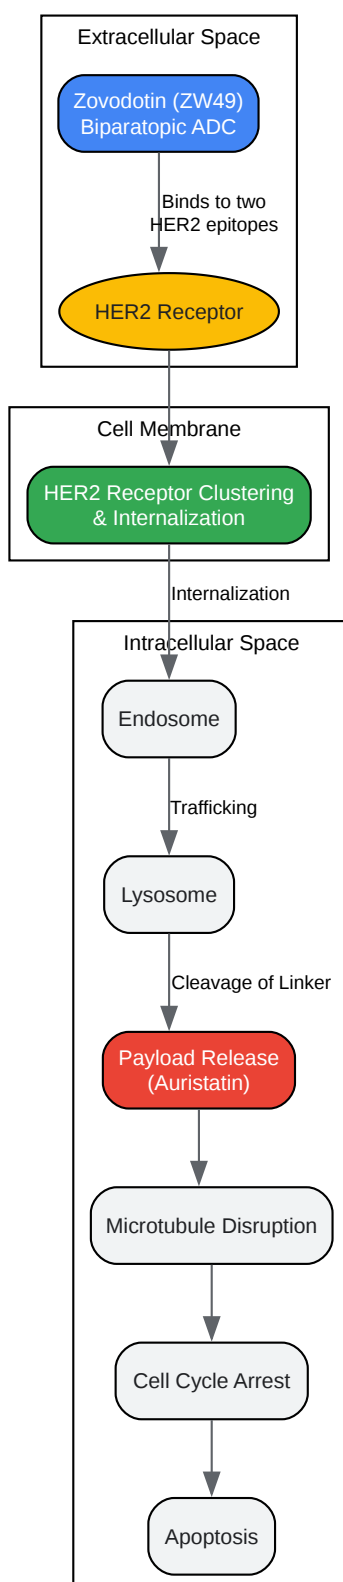 Extracellular Space
Zovodotin (ZW49)
Biparatopic ADC
Binds to two
HER2 epitopes
HER2 Receptor
Cell Membrane
HER2 Receptor Clustering
& Internalization
Internalization
Intracellular Space
Endosome
Trafficking
Lysosome
Cleavage of Linker
Payload Release
(Auristatin)
Microtubule Disruption
Cell Cycle Arrest
Apoptosis